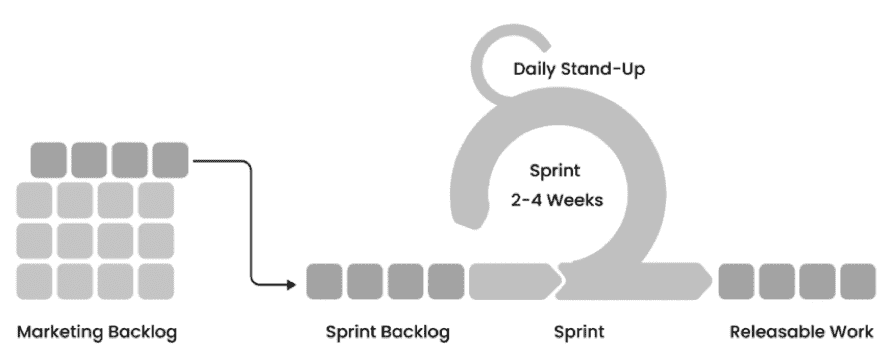 Daily Stand-Up
Sprint
2-4 Weeks
Marketing Backlog
Sprint Backlog
Sprint
Releasable Work